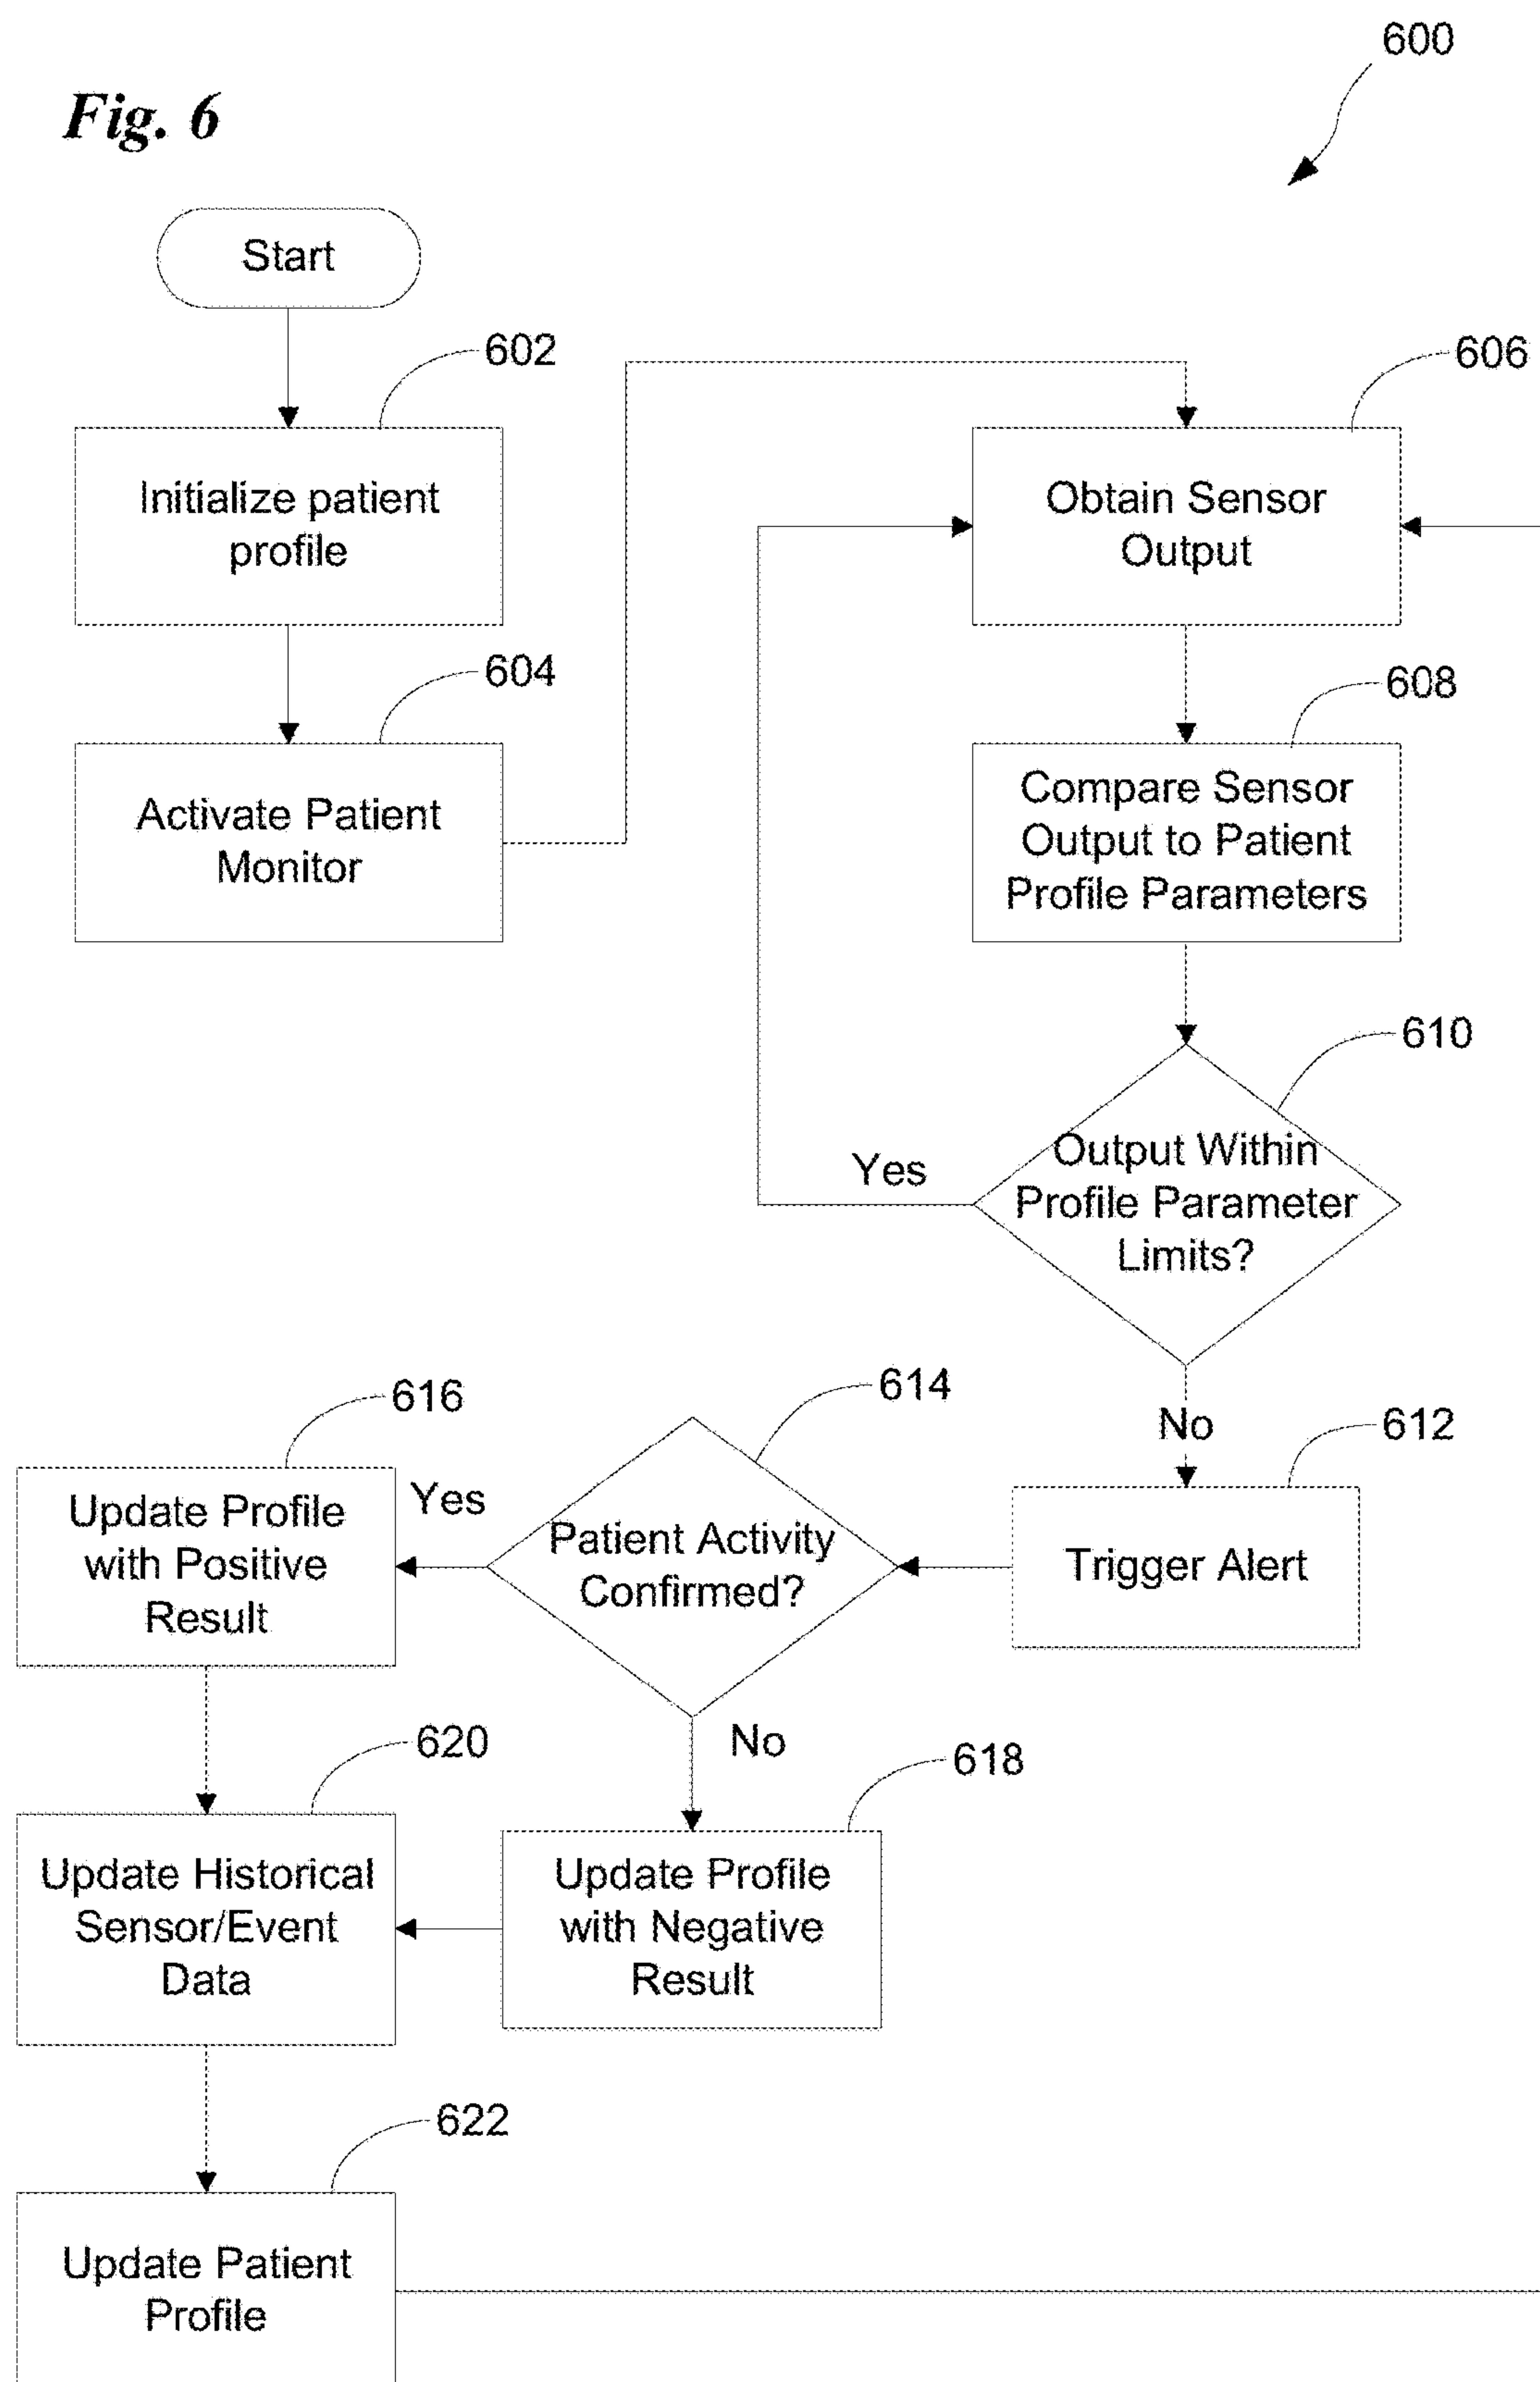 600
Fig. 6
Start
602
Initialize patient
profile
604
Activate Patient
Monitor
606
Obtain Sensor
Output
608
Compare Sensor
Output to Patient
Profile Parameters
610
Output Within
Profile Parameter
Limits?
Yes
No
612
Trigger Alert
614
Patient Activity
Confirmed?
Yes
616
Update Profile
with Positive
Result
No
618
Update Profile
with Negative
Result
620
Update Historical
Sensor/Event
Data
622
Update Patient
Profile